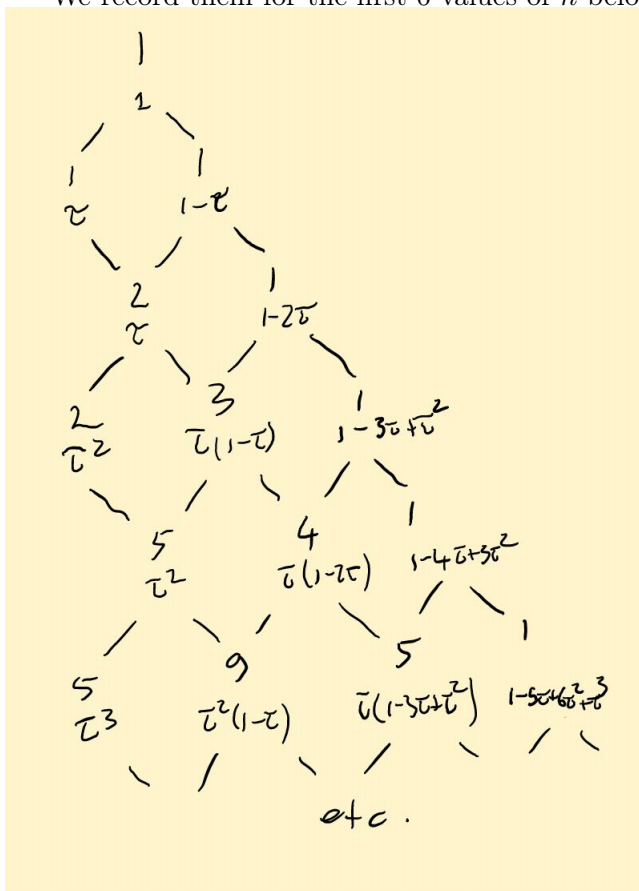 We record them for the first 6 values of n
1
1
1 1
τ 1-τ
2 1
τ 1-2τ
2 3 1
τ² τ(1-τ) 1-3τ+τ²
5 4 1
τ² τ(1-2τ) 1-4τ+3τ²
9 5 1
5
τ³ τ²(1-τ) τ(1-3τ+τ²) 1-5τ+6τ²+τ³
etc.